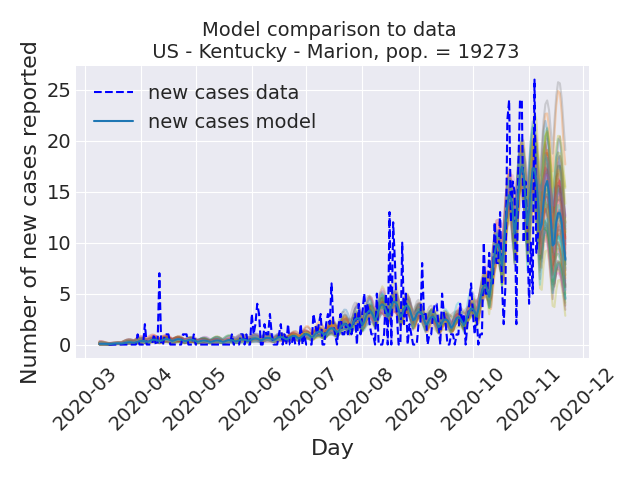 Model comparison to data
US - Kentucky - Marion, pop. = 19273
Number of new cases reported
25
20
15
10
5
0
new cases data
new cases model
2020-03
2020-04
2020-05
2020-06
2020-07
2020-08
2020-09
2020-10
2020-11
2020-12
Day